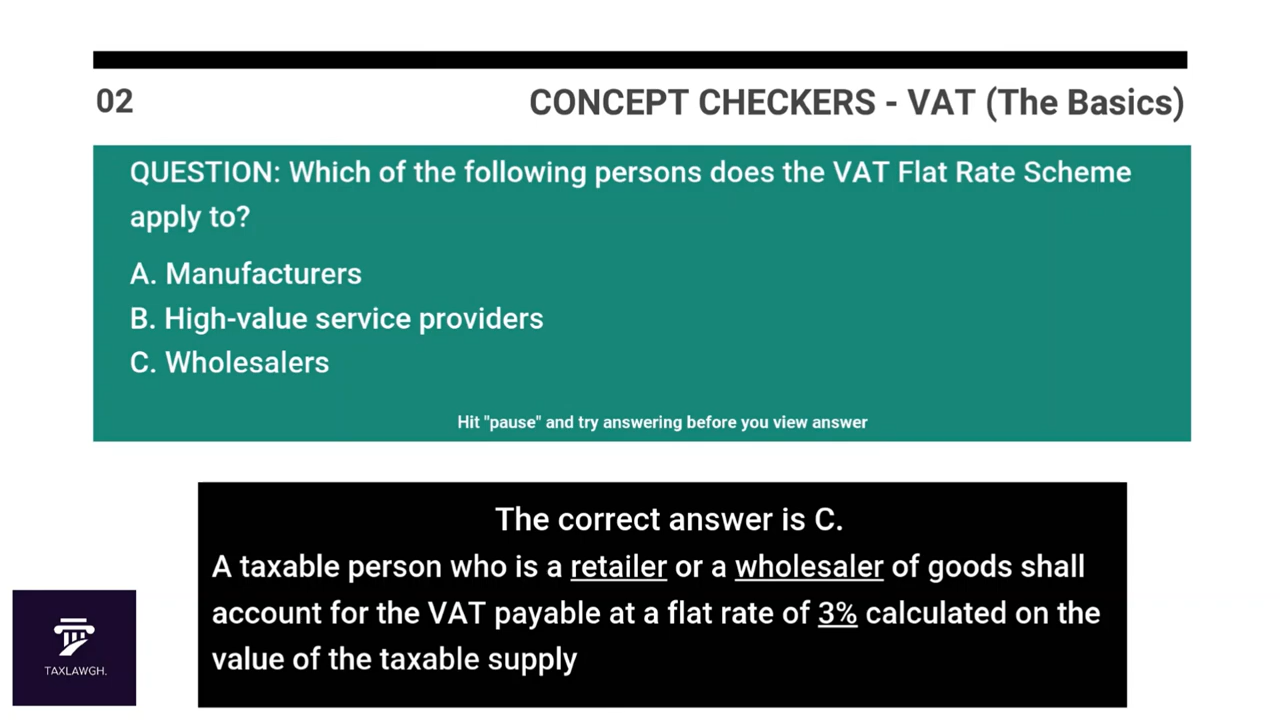 02
CONCEPT CHECKERS - VAT (The Basics)
QUESTION: Which of the following persons does the VAT Flat Rate Scheme
apply to?
A. Manufacturers
B. High-value service providers
C. Wholesalers
Hit "pause" and try answering before you view answer
The correct answer is C.
A taxable person who is a retailer or a wholesaler of goods shall
account for the VAT payable at a flat rate of 3% calculated on the
value of the taxable supply
TAXLAWGH.